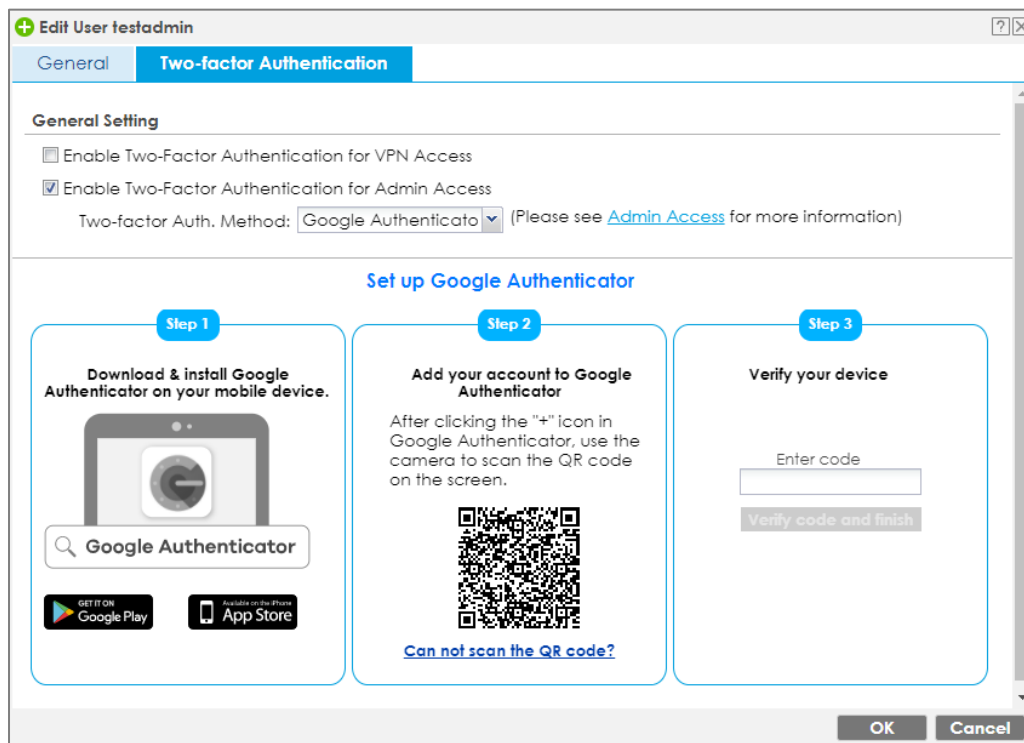 Edit User testadmin
General
Two-factor Authentication
General Setting
Enable Two-Factor Authentication for VPN Access
Enable Two-Factor Authentication for Admin Access
Two-factor Auth. Method: Google Authenticato (Please see Admin Access for more information)
Set up Google Authenticator
Step 1
Download & install Google
Authenticator on your mobile device.
Google Authenticator
GET IT ON
Google Play
Available on the iPhone
App Store
Step 2
Add your account to Google
Authenticator
After clicking the "+" icon in
Google Authenticator, use the
camera to scan the QR code
on the screen.
Can not scan the QR code?
Step 3
Verify your device
Enter code
Verify code and finish
OK
Cancel